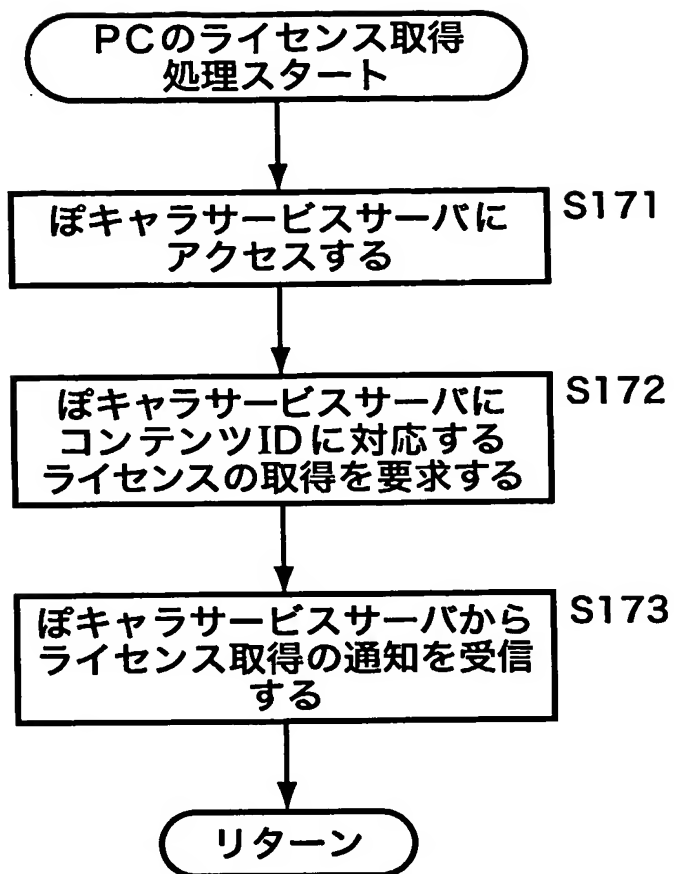 PCのライセンス取得
処理スタート
ぽキャラサービスサーバに
アクセスする
S171
ぽキャラサービスサーバに
コンテンツIDに対応する
ライセンスの取得を要求する
S172
ぽキャラサービスサーバから
ライセンス取得の通知を受信
する
S173
リターン